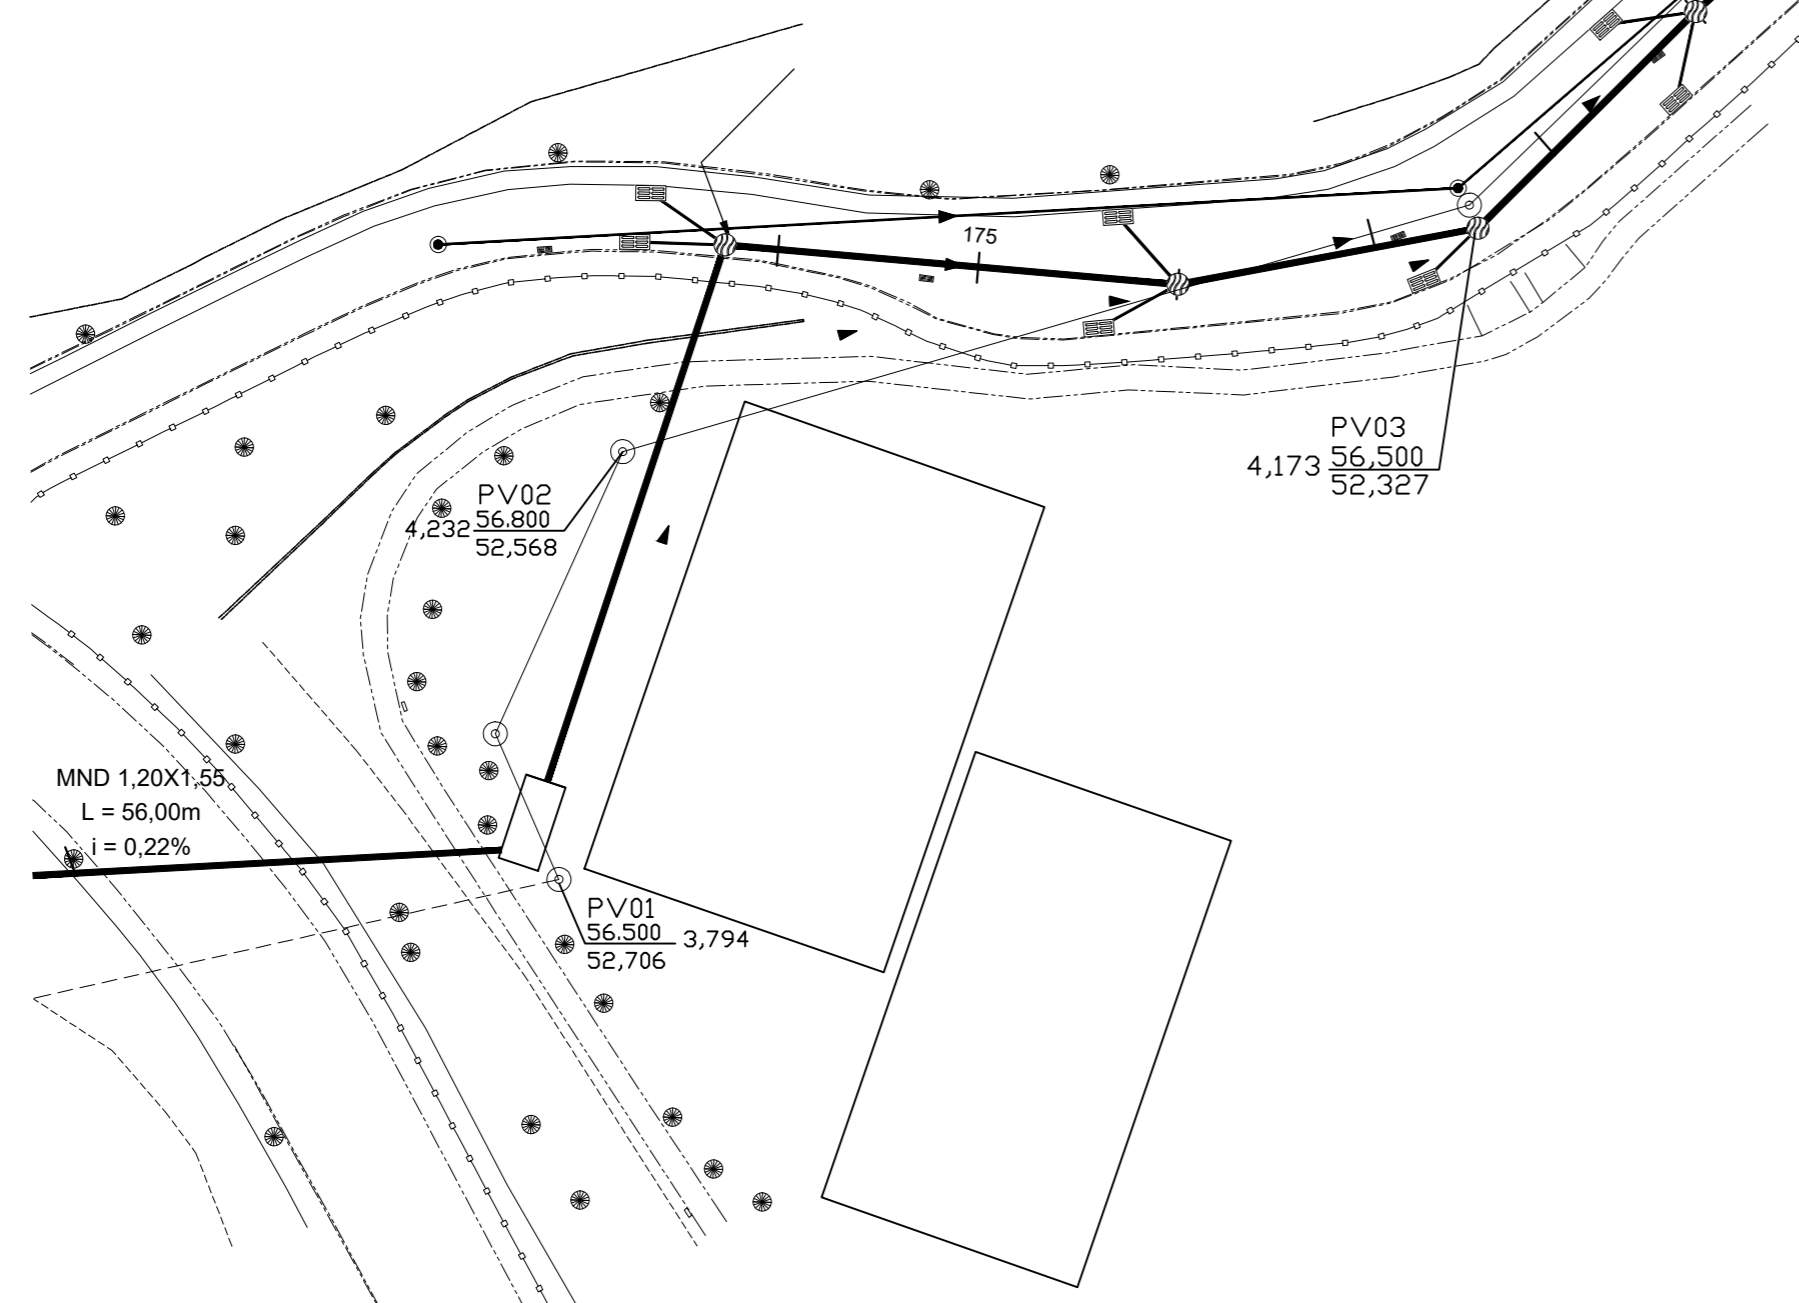 175
PV03
4,173 56,500
52,327
PV02
56.800
4,232
52,568
MND 1,20X1,55
L = 56,00m
i = 0,22%
PV01
56.500 3,794
52,706